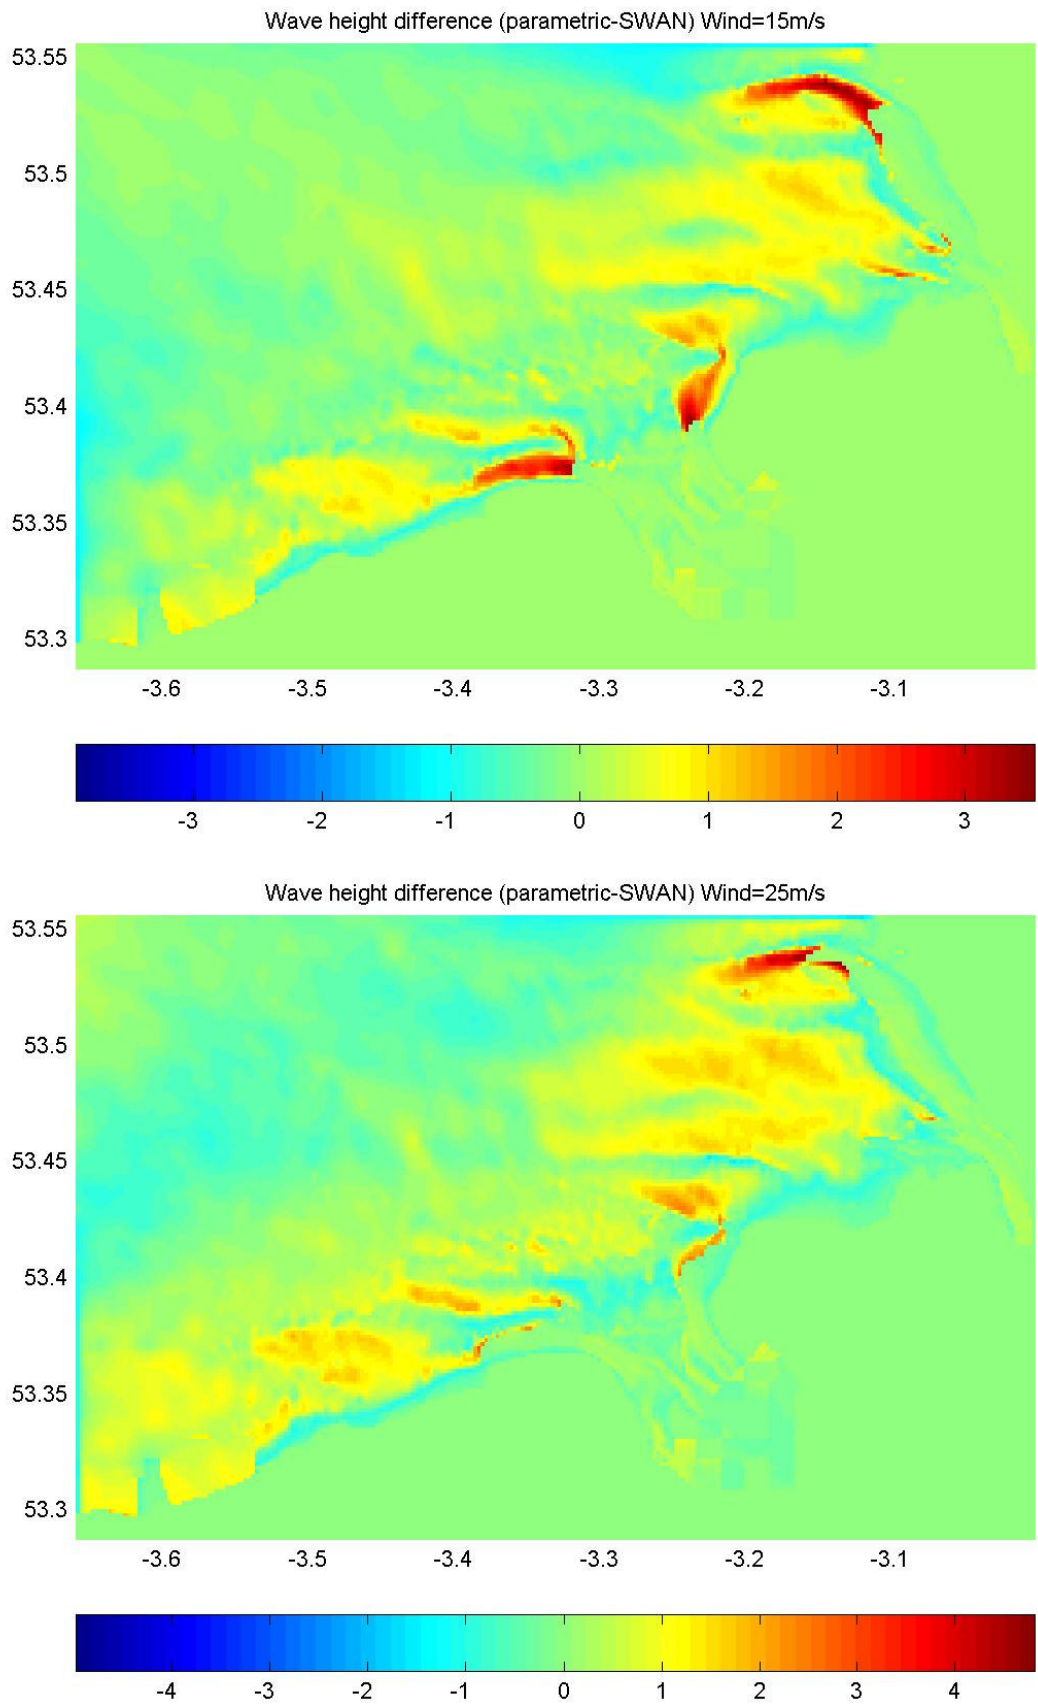 Wave height difference (parametric-SWAN) Wind=15m/s
53.55
53.5
53.45
53.4
53.35
53.3
-3.6 -3.5 -3.4 -3.3 -3.2 -3.1
-3 -2 -1 0 1 2 3
Wave height difference (parametric-SWAN) Wind=25m/s
53.55
53.5
53.45
53.4
53.35
53.3
-3.6 -3.5 -3.4 -3.3 -3.2 -3.1
-4 -3 -2 -1 0 1 2 3 4